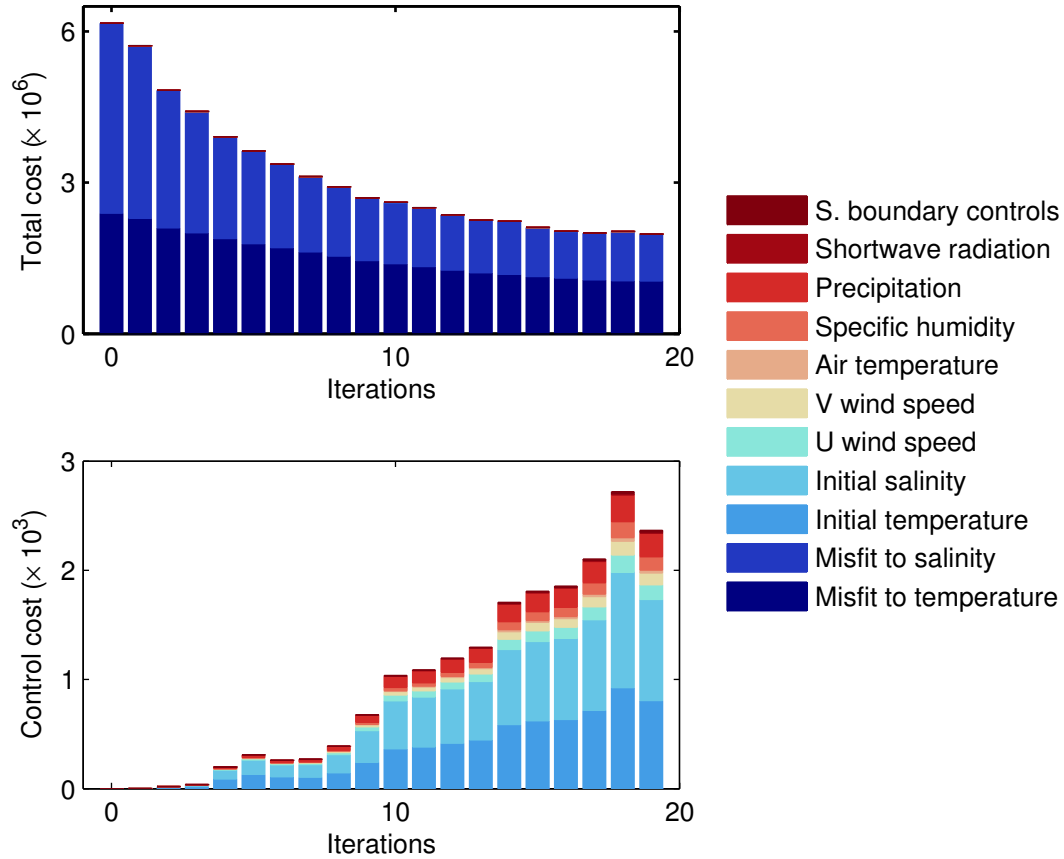 6
3
0
Total cost (× 10⁶)
0
10
20
Iterations
3
2
1
0
Control cost (× 10³)
0
10
20
Iterations
S. boundary controls
Shortwave radiation
Precipitation
Specific humidity
Air temperature
V wind speed
U wind speed
Initial salinity
Initial temperature
Misfit to salinity
Misfit to temperature